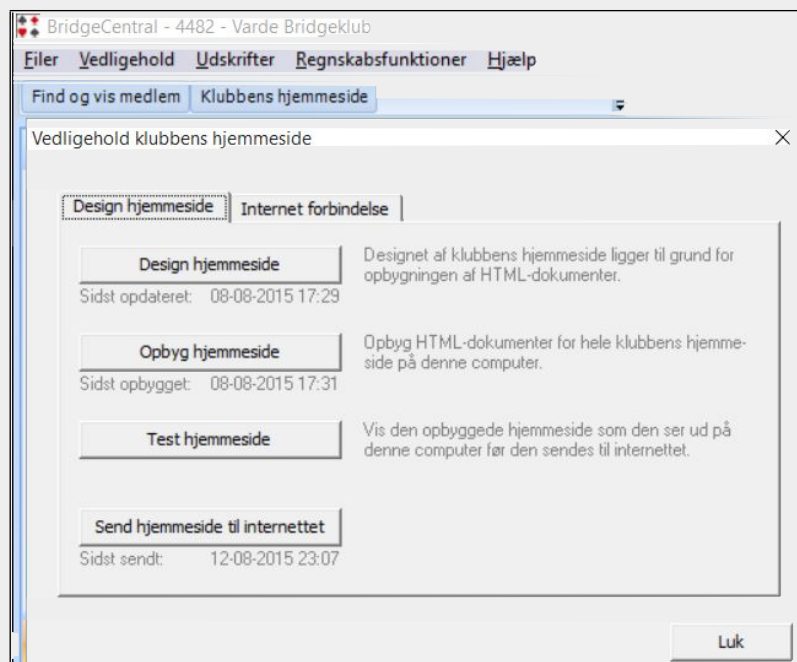 BridgeCentral - 4482 - Varde Bridgeklub
Filer Vedligehold Udskrifter Regnskabsfunktioner Hjælp
Find og vis medlem Klubbens hjemmeside
Vedligehold klubbens hjemmeside
Design hjemmeside Internet forbindelse
Design hjemmeside
Designet af klubbens hjemmeside ligger til grund for
opbygningen af HTML-dokumenter.
Sidst opdateret: 08-08-2015 17:29
Opbyg hjemmeside
Opbyg HTML-dokumenter for hele klubbens hjemme-
side på denne computer.
Sidst opbygget: 08-08-2015 17:31
Test hjemmeside
Vis den opbyggede hjemmeside som den ser ud på
denne computer før den sendes til internettet.
Send hjemmeside til internettet
Sidst sendt: 12-08-2015 23:07
Luk